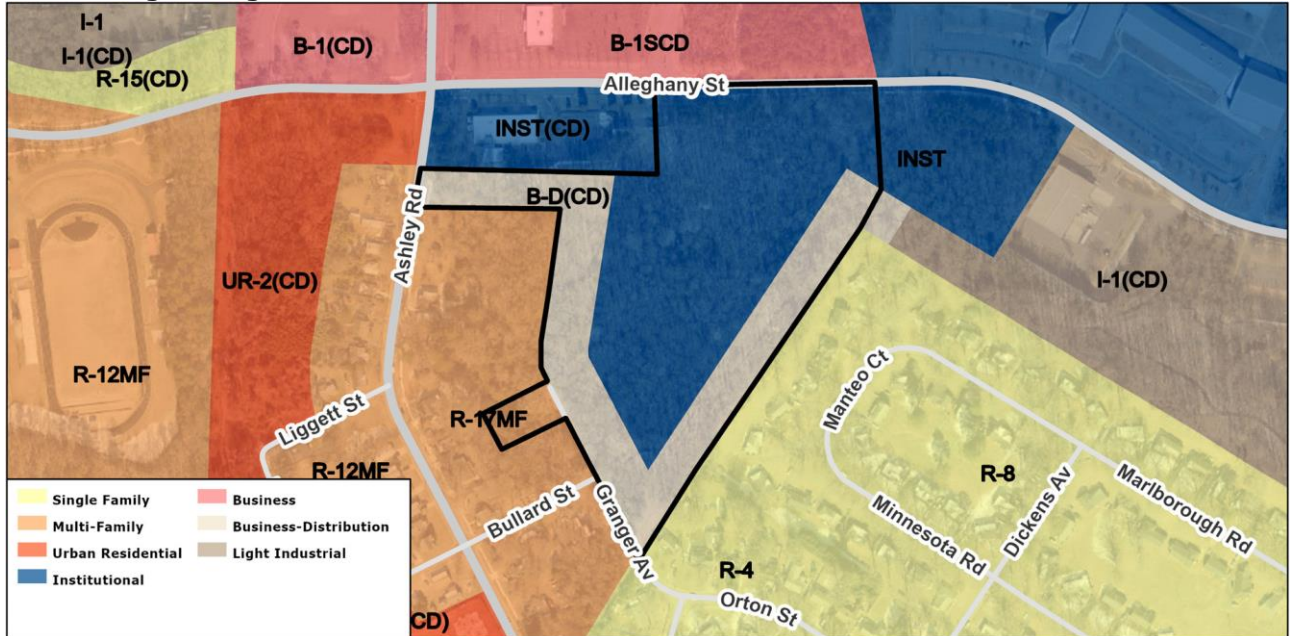 I-1
I-1(CD)
R-15(CD)
B-1(CD)
B-1SCD
Alleghany St
INST(CD)
INST
B-D(CD)
Ashley Rd
UR-2(CD)
I-1(CD)
R-12MF
R-17MF
Liggett St
R-12MF
Manteo Ct
R-8
Marlborough Rd
Dickens Av
Minnesota Rd
Bullard St
Granger Av
R-4
Orton St
CD)
Single Family
Multi-Family
Urban Residential
Institutional
Business
Business-Distribution
Light Industrial